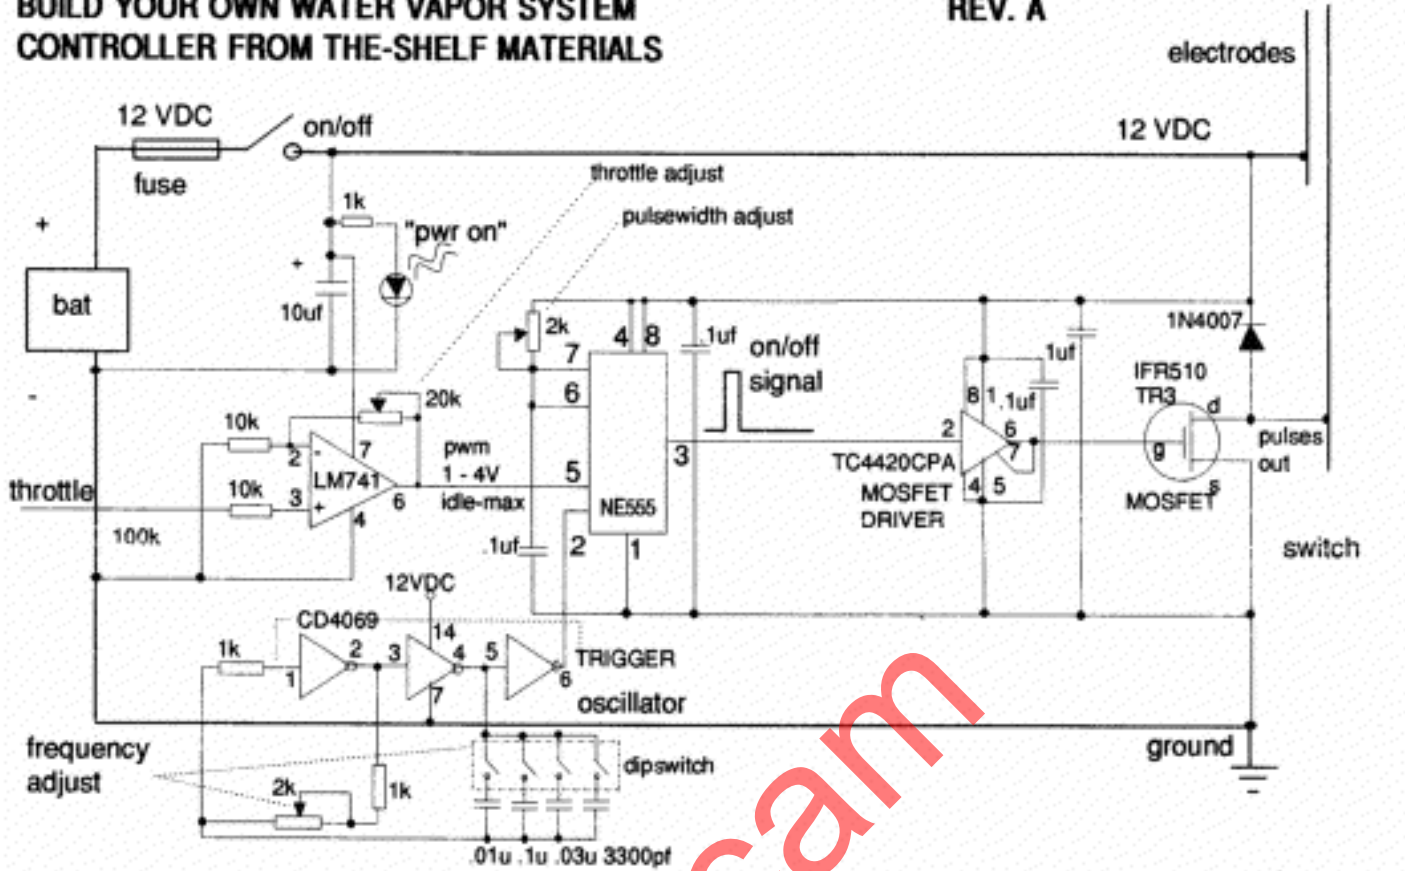 BUILD YOUR OWN WATER VAPOR SYSTEM
REV. A
CONTROLLER FROM THE-SHELF MATERIALS
electrodes
12 VDC
on/off
12 VDC
fuse
throttle adjust
1k
pulsewidth adjust
+
"pwr on"
+
bat
10uf
2k
4 8
.1uf
on/off
signal
1N4007
7
1uf
IFR510
TR3
-
20k
6
8 1
.1uf
d
10k
7
pwm
2
6
pulses
2
-
1 - 4V
3
7
g
out
LM741
5
TC4420CPA
throttle
10k
3
+
6
idle-max
NE555
4 5
s
MOSFET
MOSFET
DRIVER
100k
4
.1uf
2
1
switch
12VDC
CD4069
14
1k
2
3
4
5
TRIGGER
1
7
6
oscillator
frequency
adjust
ground
dipswitch
2k
1k
.01u .1u .03u 3300pf
cam